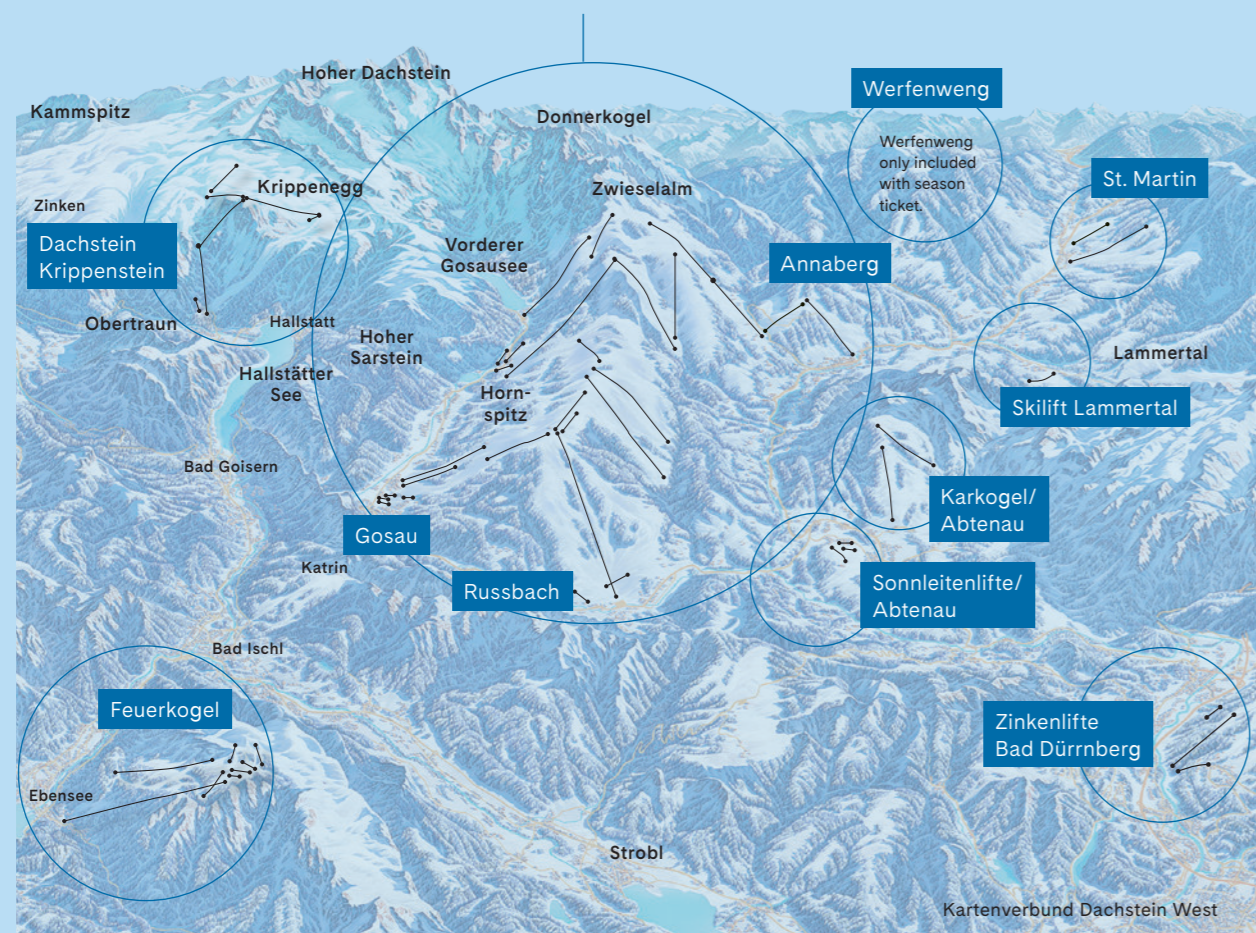 Hoher Dachstein
Kammspitz
Donnerkogel
Werfenweng
Werfenweng
only included
with season
ticket.
St. Martin
Krippenegg
Zwieselalm
Zinken
Dachstein
Krippenstein
Vorderer
Gosausee
Annaberg
Obertraun
Hallstatt
Hoher
Sarstein
Lammertal
Hallstätter
See
Horn-
spitz
Skilift Lammertal
Bad Goisern
Karkogel/
Abtenau
Gosau
Katrin
Russbach
Sonnleitenlifte/
Abtenau
Bad Ischl
Feuerkogel
Zinkenlifte
Bad Dürrnberg
Ebensee
Strobl
Kartenverbund Dachstein West